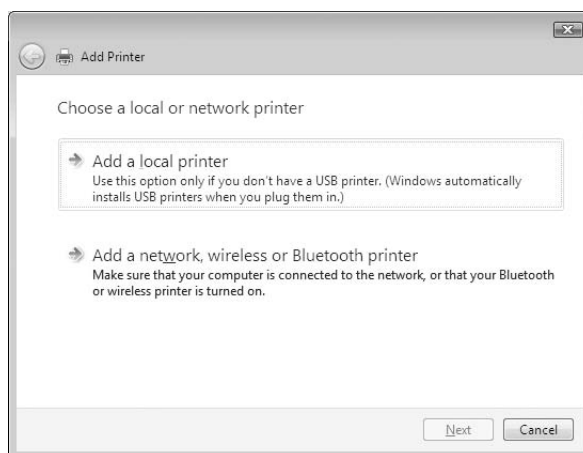 Add Printer
Choose a local or network printer
Add a local printer
Use this option only if you don't have a USB printer. (Windows automatically
installs USB printers when you plug them in.)
Add a network, wireless or Bluetooth printer
Make sure that your computer is connected to the network, or that your Bluetooth
or wireless printer is turned on.
Next
Cancel